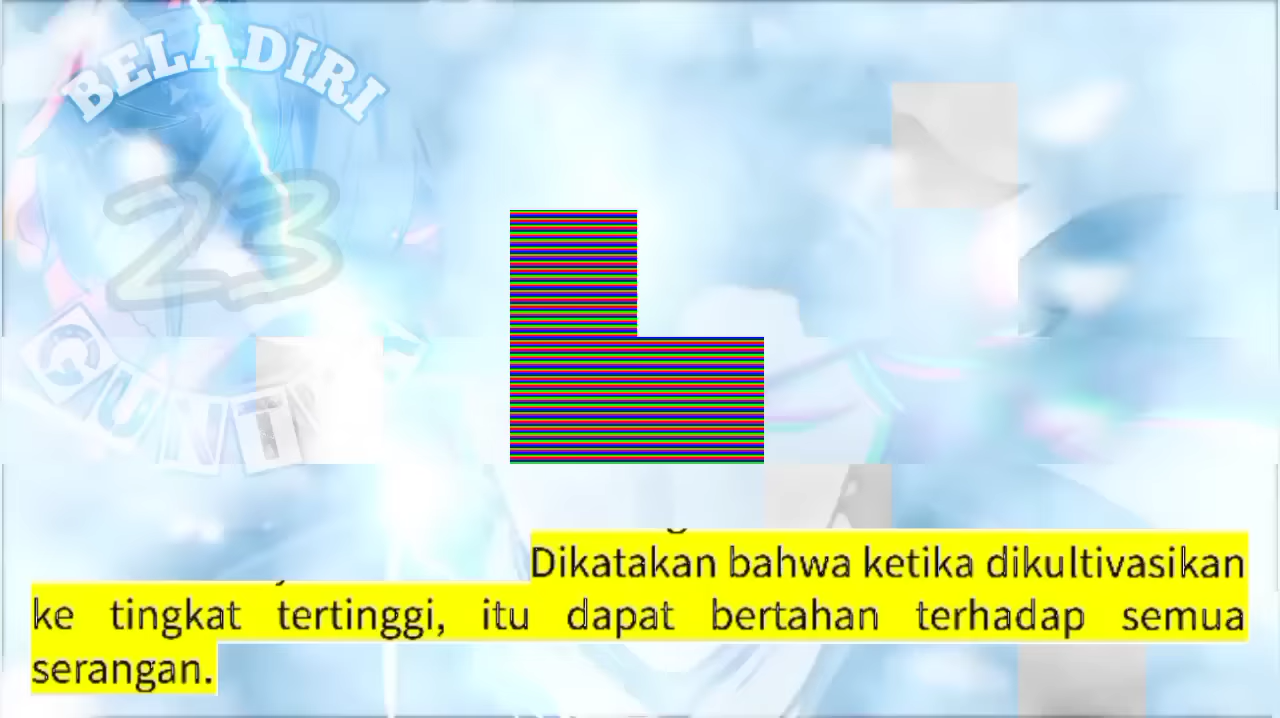 BELADIRI
23
Dikatakan bahwa ketika dikultivasikan
ke tingkat tertinggi, itu dapat bertahan terhadap semua
serangan.